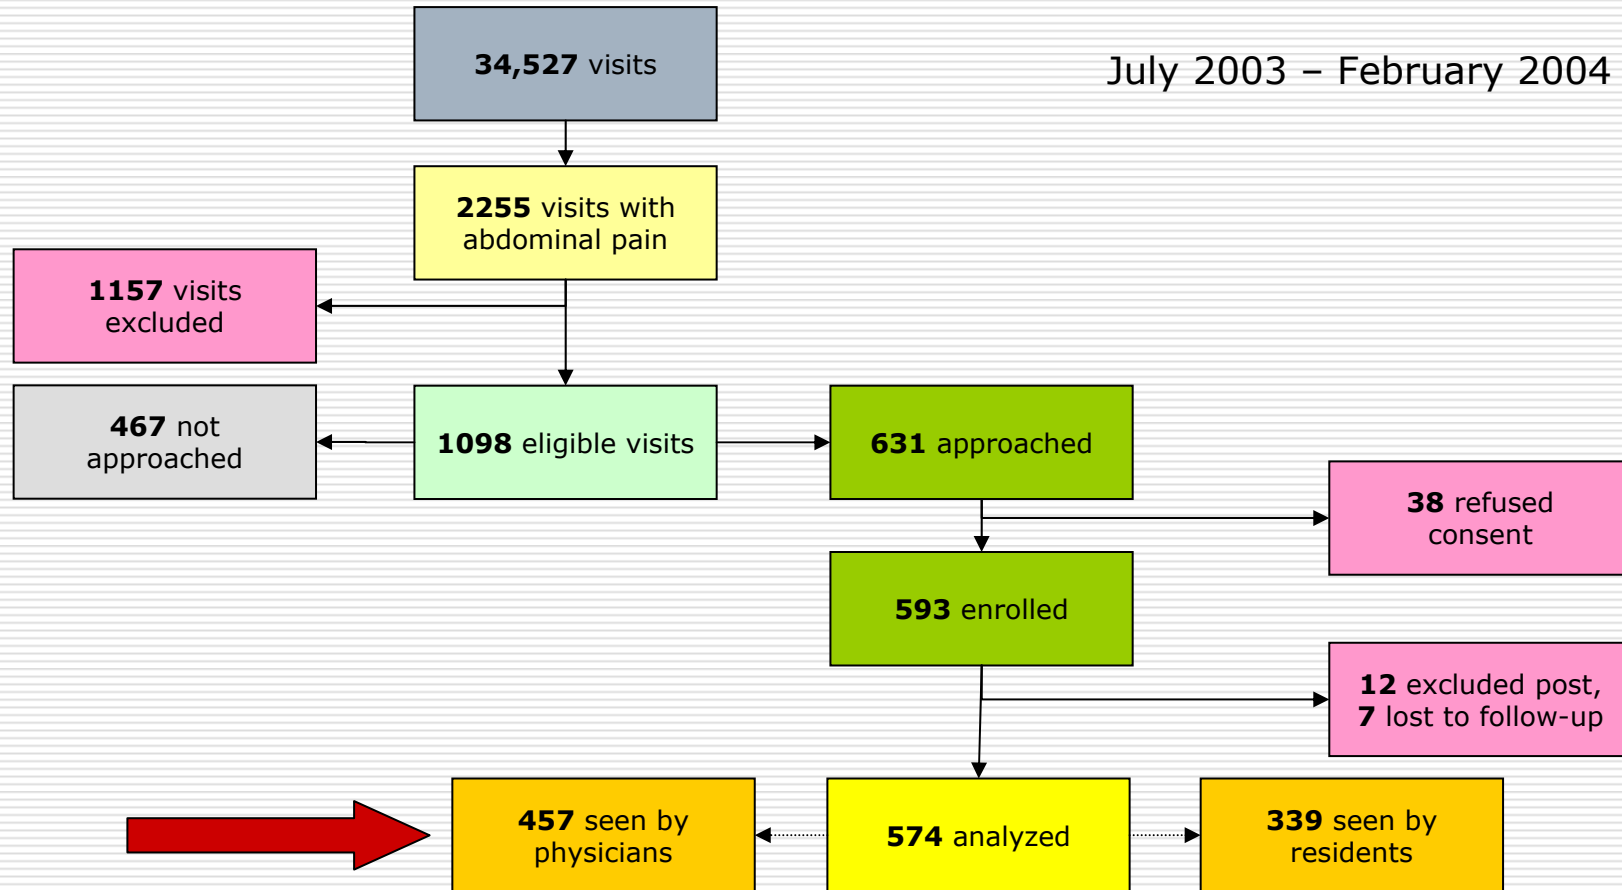 34,527 visits
July 2003 – February 2004
2255 visits with
abdominal pain
1157 visits
excluded
467 not
approached
1098 eligible visits
631 approached
38 refused
consent
593 enrolled
12 excluded post,
7 lost to follow-up
457 seen by
physicians
574 analyzed
339 seen by
residents